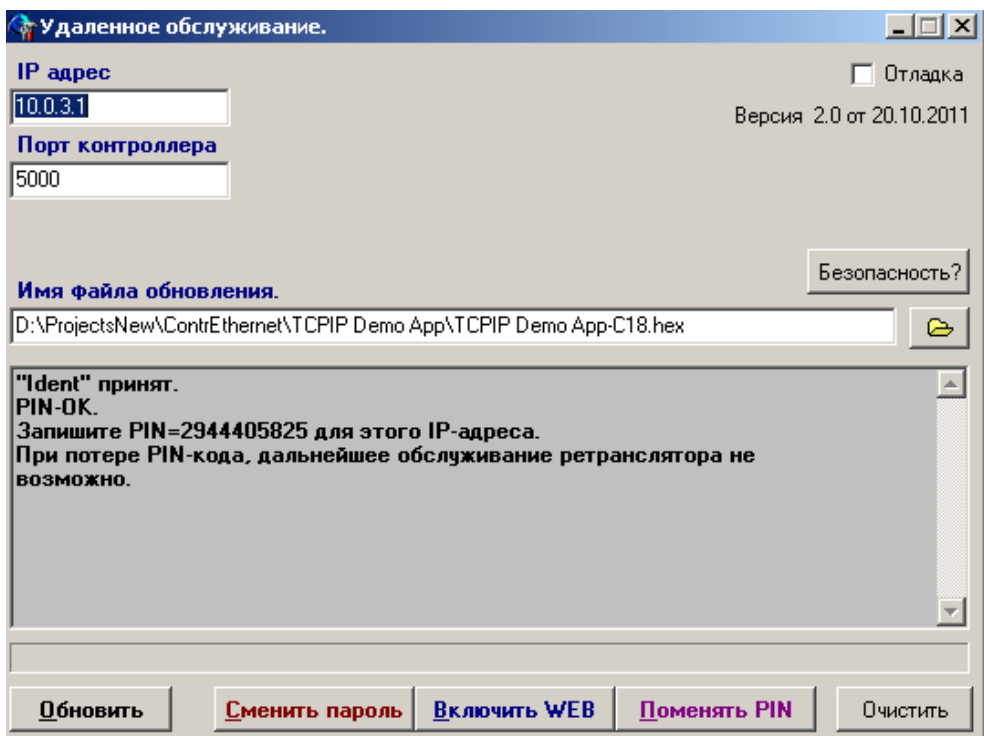 Удаленное обслуживание.
IP адрес
Отладка
10.0.3.1
Версия 2.0 от 20.10.2011
Порт контроллера
5000
Безопасность?
Имя файла обновления.
D:\ProjectsNew\ContrEthernet\TCPIP Demo App\TCPIP Demo App-C18.hex
"Ident" принят.
PIN-OK.
Запишите PIN=2944405825 для этого IP-адреса.
При потере PIN-кода, дальнейшее обслуживание ретранслятора не
возможно.
Обновить Сменить пароль Включить WEB Поменять PIN Очистить